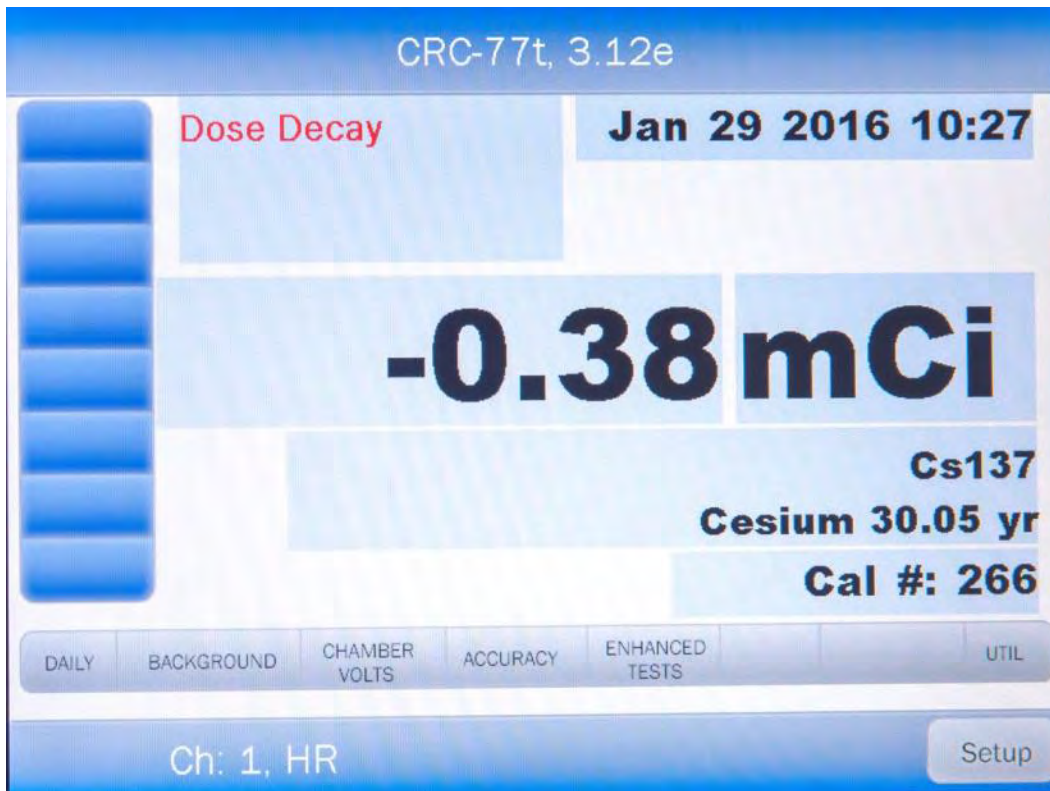 CRC-77t, 3.12e
Dose Decay
Jan 29 2016 10:27
-0.38 mCi
Cs137
Cesium 30.05 yr
Cal #: 266
DAILY
BACKGROUND
CHAMBER
VOLTS
ACCURACY
ENHANCED
TESTS
UTIL
Ch: 1, HR
Setup